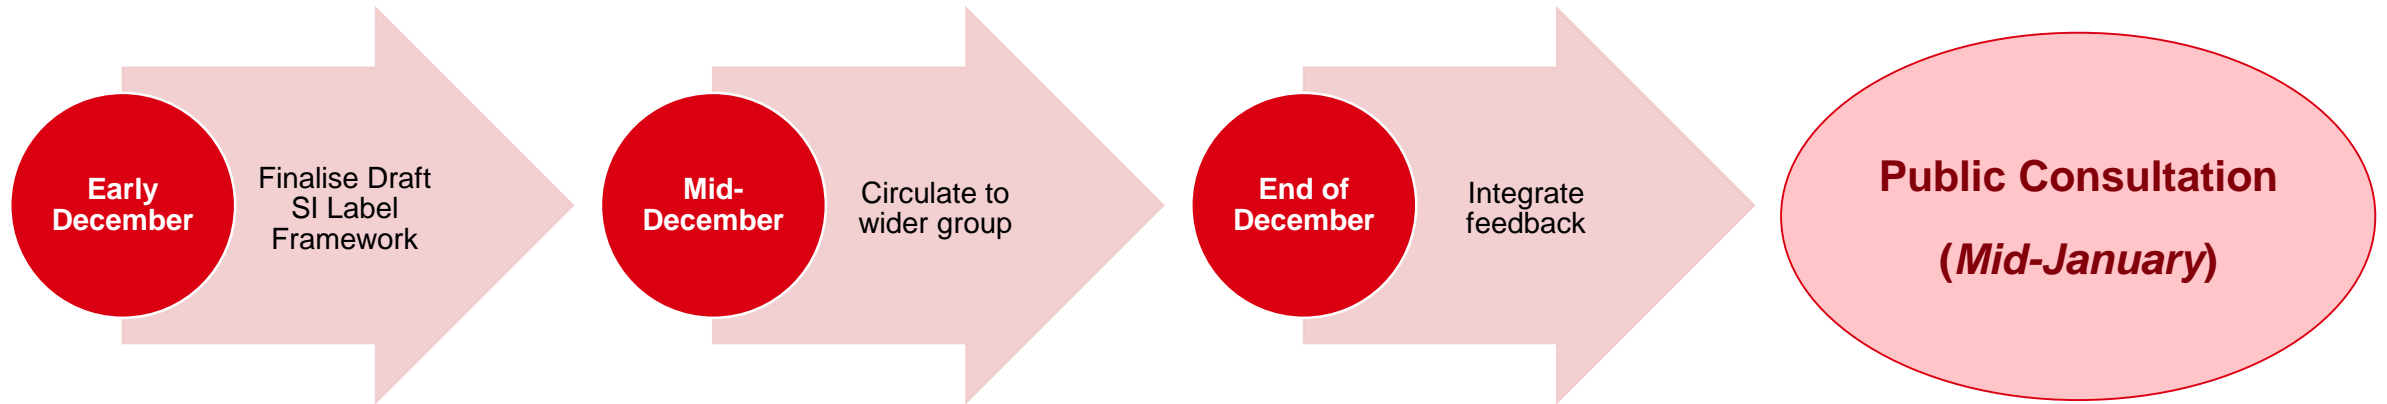 Early
December
Finalise Draft
SI Label
Framework
Mid-
December
Circulate to
wider group
End of
December
Integrate
feedback
Public Consultation
(Mid-January)